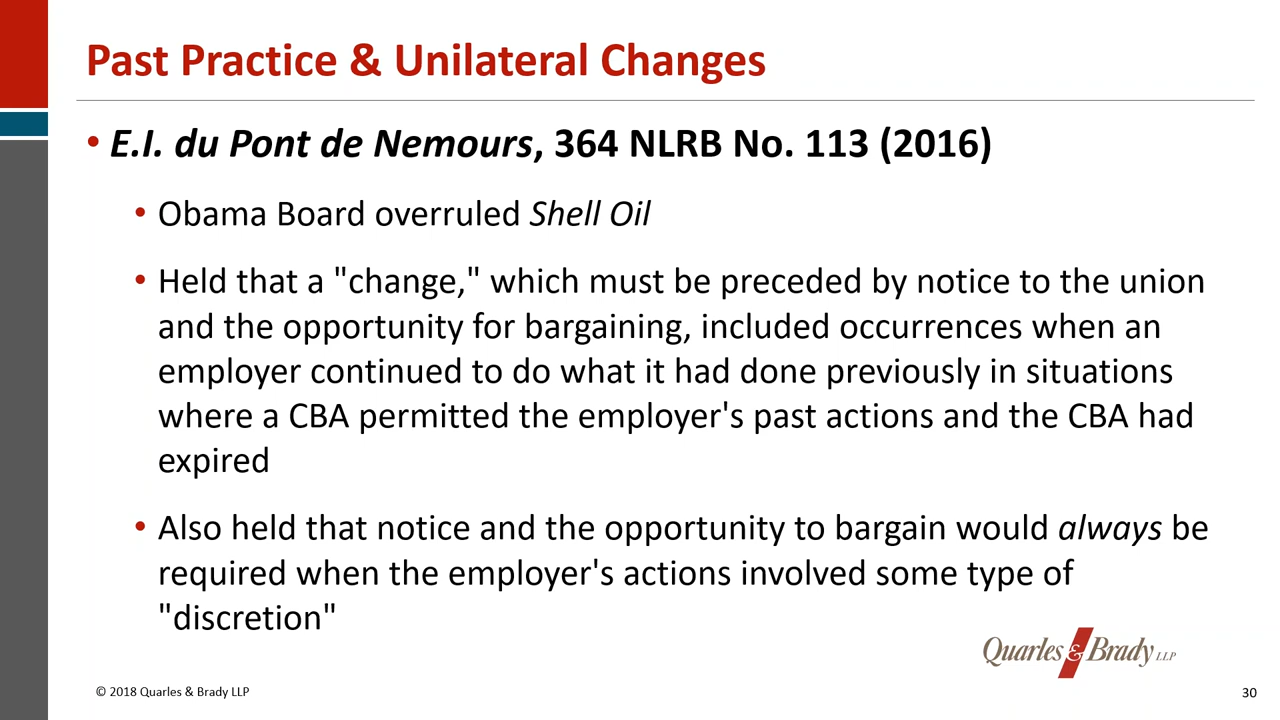 Past Practice & Unilateral Changes
• E.I. du Pont de Nemours, 364 NLRB No. 113 (2016)
• Obama Board overruled Shell Oil
• Held that a "change," which must be preceded by notice to the union
and the opportunity for bargaining, included occurrences when an
employer continued to do what it had done previously in situations
where a CBA permitted the employer's past actions and the CBA had
expired
• Also held that notice and the opportunity to bargain would always be
required when the employer's actions involved some type of
"discretion"
Quarles & Brady LLP
© 2018 Quarles & Brady LLP
30